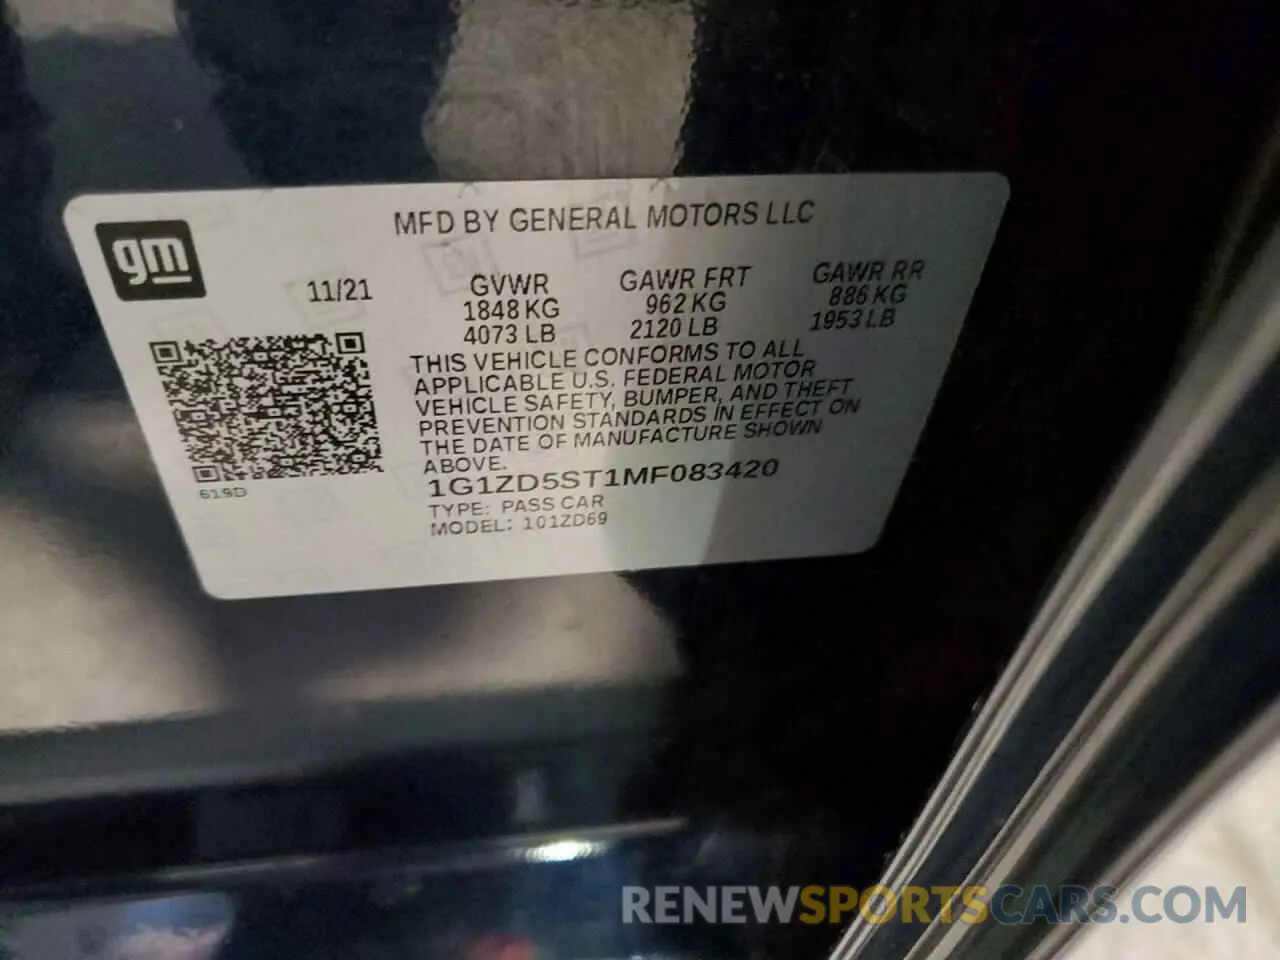 gm
MFD BY GENERAL MOTORS LLC
11/21
GVWR
1848 KG
4073 LB
GAWR FRT
962 KG
2120 LB
GAWR RR
886 KG
1953 LB
THIS VEHICLE CONFORMS TO ALL
APPLICABLE U.S. FEDERAL MOTOR
VEHICLE SAFETY, BUMPER, AND THEFT
PREVENTION STANDARDS IN EFFECT ON
THE DATE OF MANUFACTURE SHOWN
ABOVE.
619D
1G1ZD5ST1MF083420
TYPE: PASS CAR
MODEL: 101ZD69
RENEWSPORTSCARS.COM